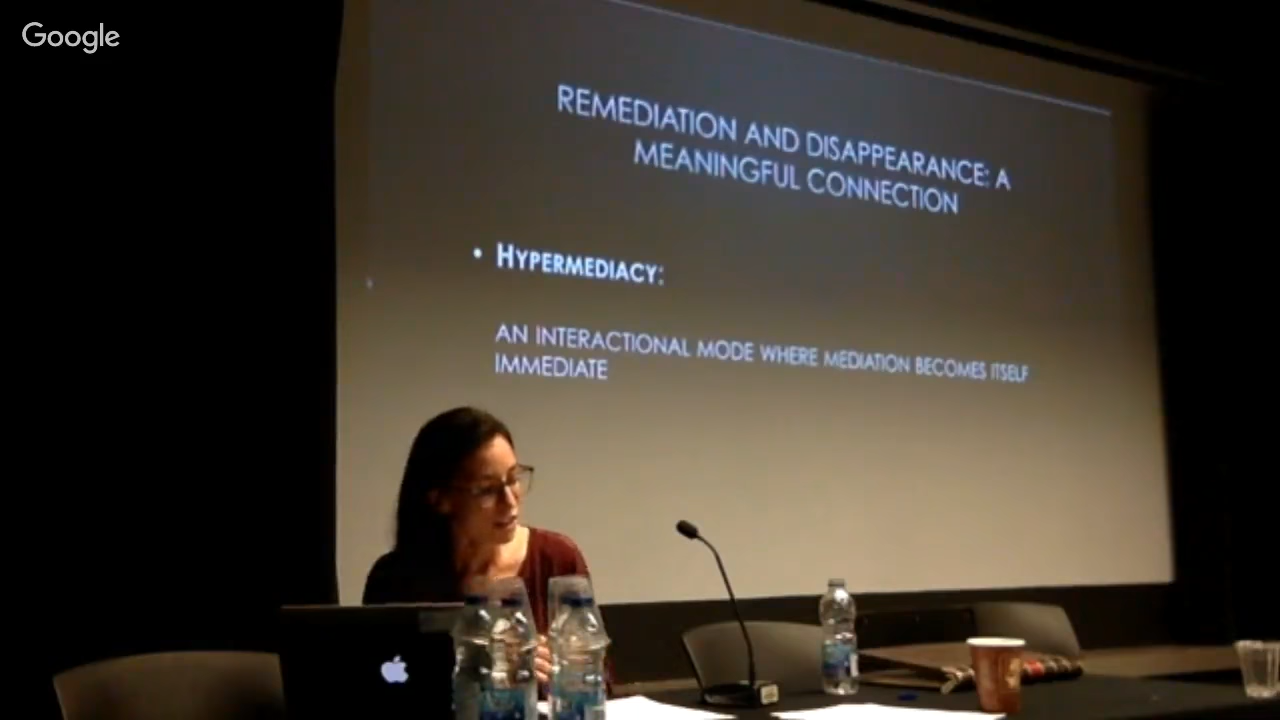 Google
REMEDIATION AND DISAPPEARANCE: A
MEANINGFUL CONNECTION
• HYPERMEDIACY:
AN INTERACTIONAL MODE WHERE MEDIATION BECOMES ITSELF
IMMEDIATE